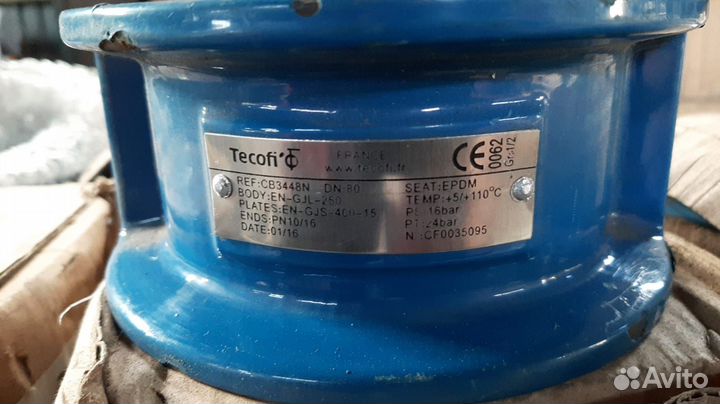 Tecofi FRANCE
www.tecofi.fr
CE 0062
Gr:1/2
REF:CB3448N DN:80
BODY:EN-GJL-250
PLATES:EN-GJS-400-15
ENDS:PN10/16
DATE:01/16
SEAT:EPDM
TEMP:+5/+110°C
PS:16bar
PT:24bar
N°:CF0035095
Avito